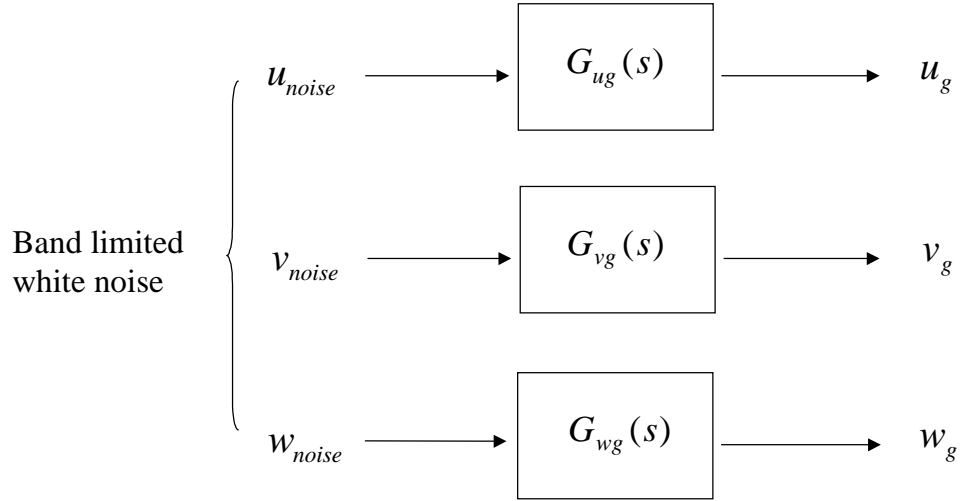 u_noise G_ug(s) u_g
Band limited
white noise
v_noise G_vg(s) v_g
w_noise G_wg(s) w_g